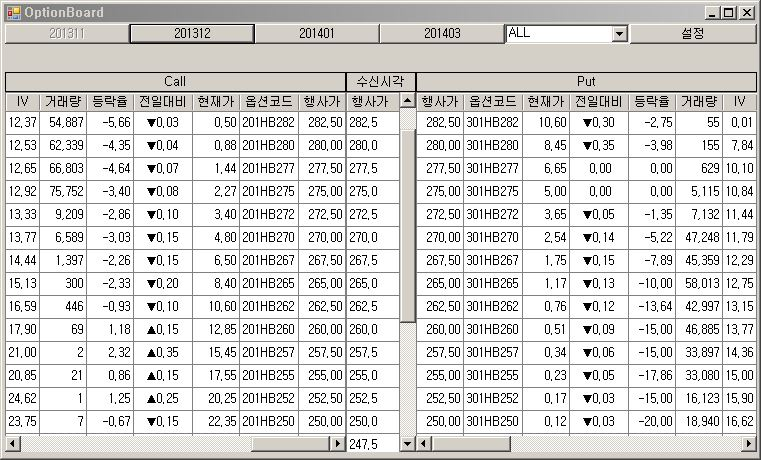 OptionBoard
201311 201312 201401 201403 ALL 설정
Call 수신시각 Put
IV 거래량 등락율 전일대비 현재가 옵션코드 행사가 행사가 행사가 옵션코드 현재가 전일대비 등락율 거래량 IV
12,37 54,887 -5,66 ▼0,03 0,50 201HB282 282,50 282,5 282,50 301HB282 10,60 ▼0,30 -2,75 55 0,01
12,53 62,339 -4,35 ▼0,04 0,88 201HB280 280,00 280,0 280,00 301HB280 8,45 ▼0,35 -3,98 155 7,84
12,65 66,803 -4,64 ▼0,07 1,44 201HB277 277,50 277,5 277,50 301HB277 6,65 0,00 0,00 629 10,10
12,92 75,752 -3,40 ▼0,08 2,27 201HB275 275,00 275,0 275,00 301HB275 5,00 0,00 0,00 5,115 10,84
13,33 9,209 -2,86 ▼0,10 3,40 201HB272 272,50 272,5 272,50 301HB272 3,65 ▼0,05 -1,35 7,132 11,44
13,77 6,589 -3,03 ▼0,15 4,80 201HB270 270,00 270,0 270,00 301HB270 2,54 ▼0,14 -5,22 47,248 11,79
14,44 1,397 -2,26 ▼0,15 6,50 201HB267 267,50 267,5 267,50 301HB267 1,75 ▼0,15 -7,89 45,359 12,29
15,13 300 -2,33 ▼0,20 8,40 201HB265 265,00 265,0 265,00 301HB265 1,17 ▼0,13 -10,00 58,013 12,75
16,59 446 -0,93 ▼0,10 10,60 201HB262 262,50 262,5 262,50 301HB262 0,76 ▼0,12 -13,64 42,997 13,15
17,90 69 1,18 ▲0,15 12,85 201HB260 260,00 260,0 260,00 301HB260 0,51 ▼0,09 -15,00 46,885 13,77
21,00 2 2,32 ▲0,35 15,45 201HB257 257,50 257,5 257,50 301HB257 0,34 ▼0,06 -15,00 33,897 14,36
20,85 21 0,86 ▲0,15 17,55 201HB255 255,00 255,0 255,00 301HB255 0,23 ▼0,05 -17,86 33,080 15,00
24,62 1 1,25 ▲0,25 20,25 201HB252 252,50 252,5 252,50 301HB252 0,17 ▼0,03 -15,00 16,123 15,90
23,75 7 -0,67 ▼0,15 22,35 201HB250 250,00 250,0 250,00 301HB250 0,12 ▼0,03 -20,00 18,940 16,62
247,5